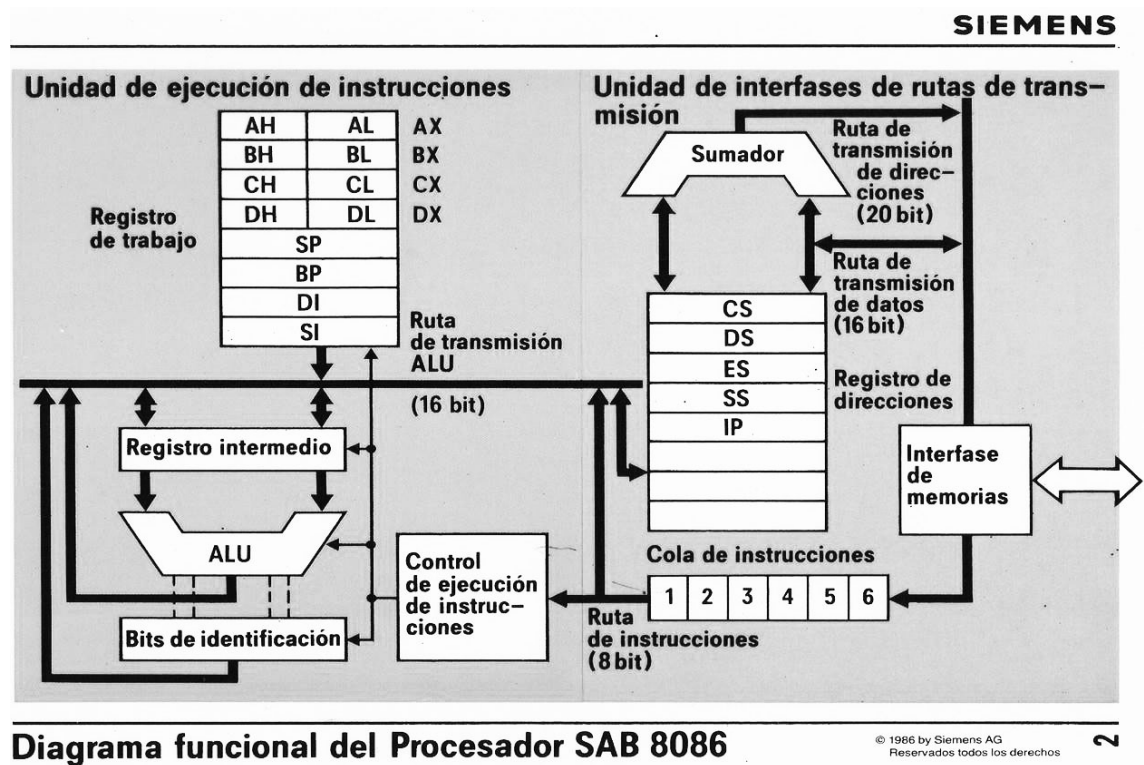 SIEMENS
Unidad de ejecución de instrucciones
AH AL AX
BH BL BX
CH CL CX
DH DL DX
SP
BP
DI
SI
Registro
de trabajo
Ruta
de transmisión
ALU
(16 bit)
Registro intermedio
ALU
Bits de identificación
Control
de ejecución
de instruc–
ciones
Unidad de interfases de rutas de trans–
misión
Sumador
Ruta de
transmisión
de direc–
ciones
(20 bit)
Ruta de
transmisión
de datos
(16 bit)
CS
DS
ES
SS
IP
Registro de
direcciones
Interfase
de
memorias
Cola de instrucciones
1 2 3 4 5 6
Ruta
de instrucciones
(8 bit)
Diagrama funcional del Procesador SAB 8086
© 1986 by Siemens AG
Reservados todos los derechos
2